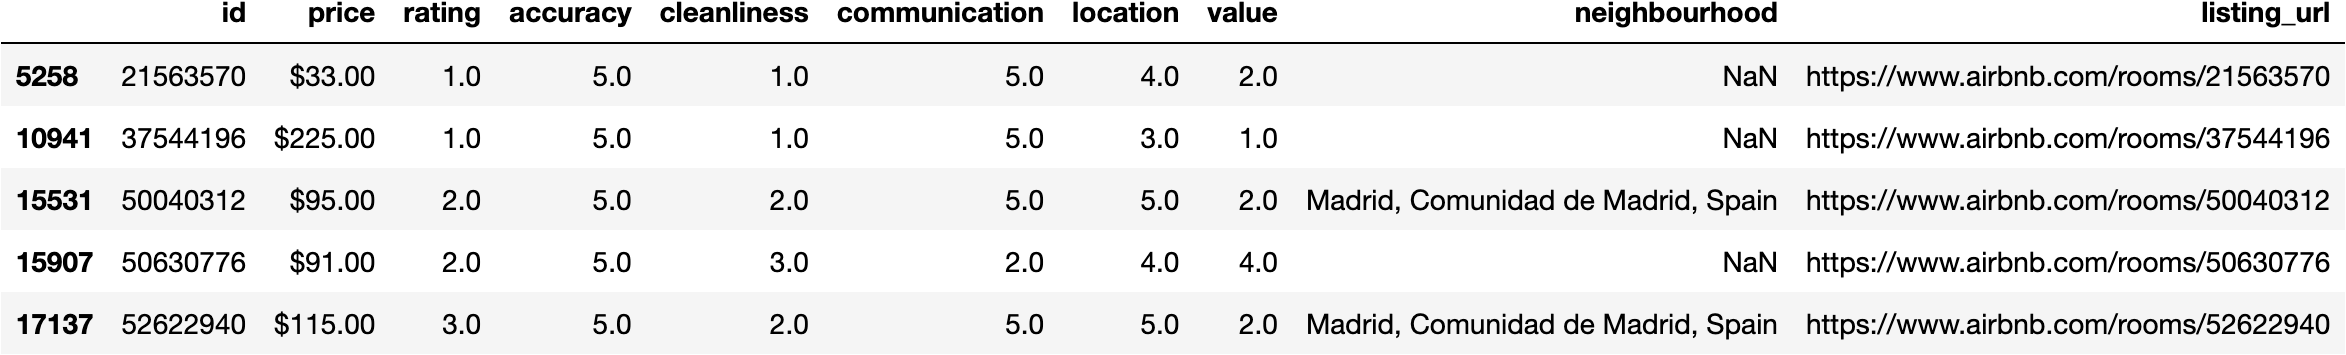 id price rating accuracy cleanliness communication location value neighbourhood listing_url
5258 21563570 $33.00 1.0 5.0 1.0 5.0 4.0 2.0 NaN https://www.airbnb.com/rooms/21563570
10941 37544196 $225.00 1.0 5.0 1.0 5.0 3.0 1.0 NaN https://www.airbnb.com/rooms/37544196
15531 50040312 $95.00 2.0 5.0 2.0 5.0 5.0 2.0 Madrid, Comunidad de Madrid, Spain https://www.airbnb.com/rooms/50040312
15907 50630776 $91.00 2.0 5.0 3.0 2.0 4.0 4.0 NaN https://www.airbnb.com/rooms/50630776
17137 52622940 $115.00 3.0 5.0 2.0 5.0 5.0 2.0 Madrid, Comunidad de Madrid, Spain https://www.airbnb.com/rooms/52622940